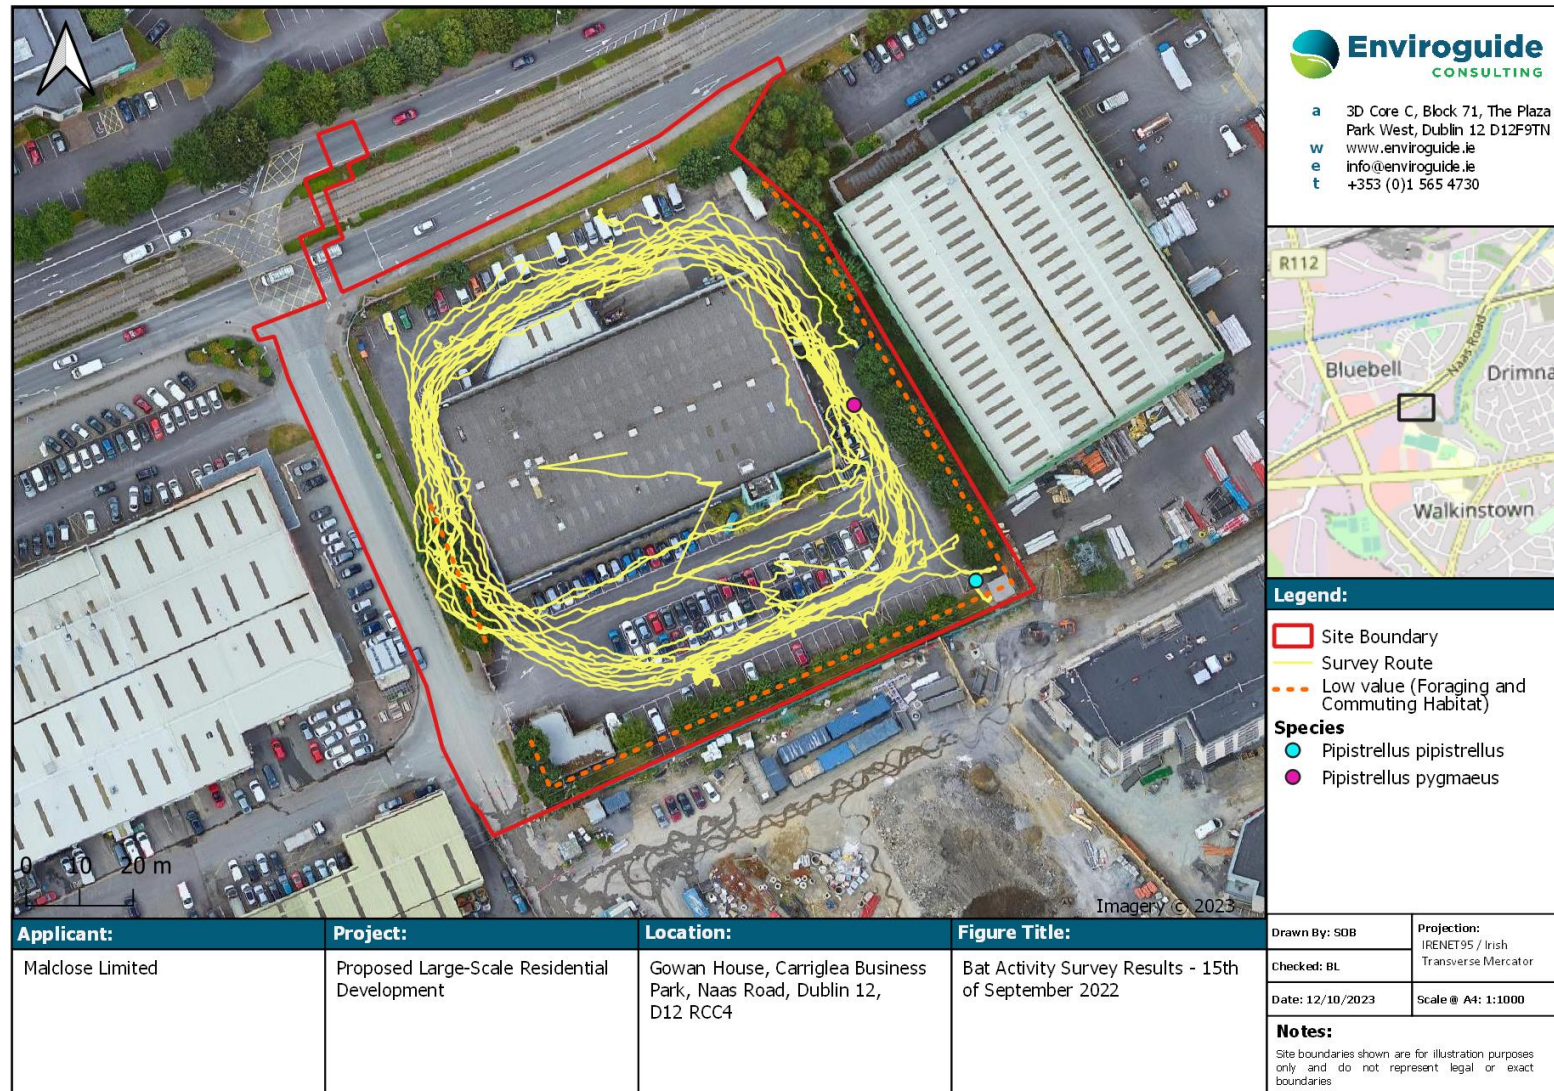 Enviroguide
CONSULTING
a 3D Core C, Block 71, The Plaza
Park West, Dublin 12 D12F9TN
w www.enviroguide.ie
e info@enviroguide.ie
t +353 (0)1 565 4730
R112
Naas Road
Bluebell
Drimna
Walkinstown
Legend:
Site Boundary
Survey Route
Low value (Foraging and
Commuting Habitat)
Species
Pipistrellus pipistrellus
Pipistrellus pygmaeus
0 10 20 m
Imagery © 2023
Applicant:
Malclose Limited
Project:
Proposed Large-Scale Residential
Development
Location:
Gowan House, Carriglea Business
Park, Naas Road, Dublin 12,
D12 RCC4
Figure Title:
Bat Activity Survey Results - 15th
of September 2022
Drawn By: SOB
Checked: BL
Date: 12/10/2023
Projection:
IRENET95 / Irish
Transverse Mercator
Scale @ A4: 1:1000
Notes:
Site boundaries shown are for illustration purposes
only and do not represent legal or exact
boundaries